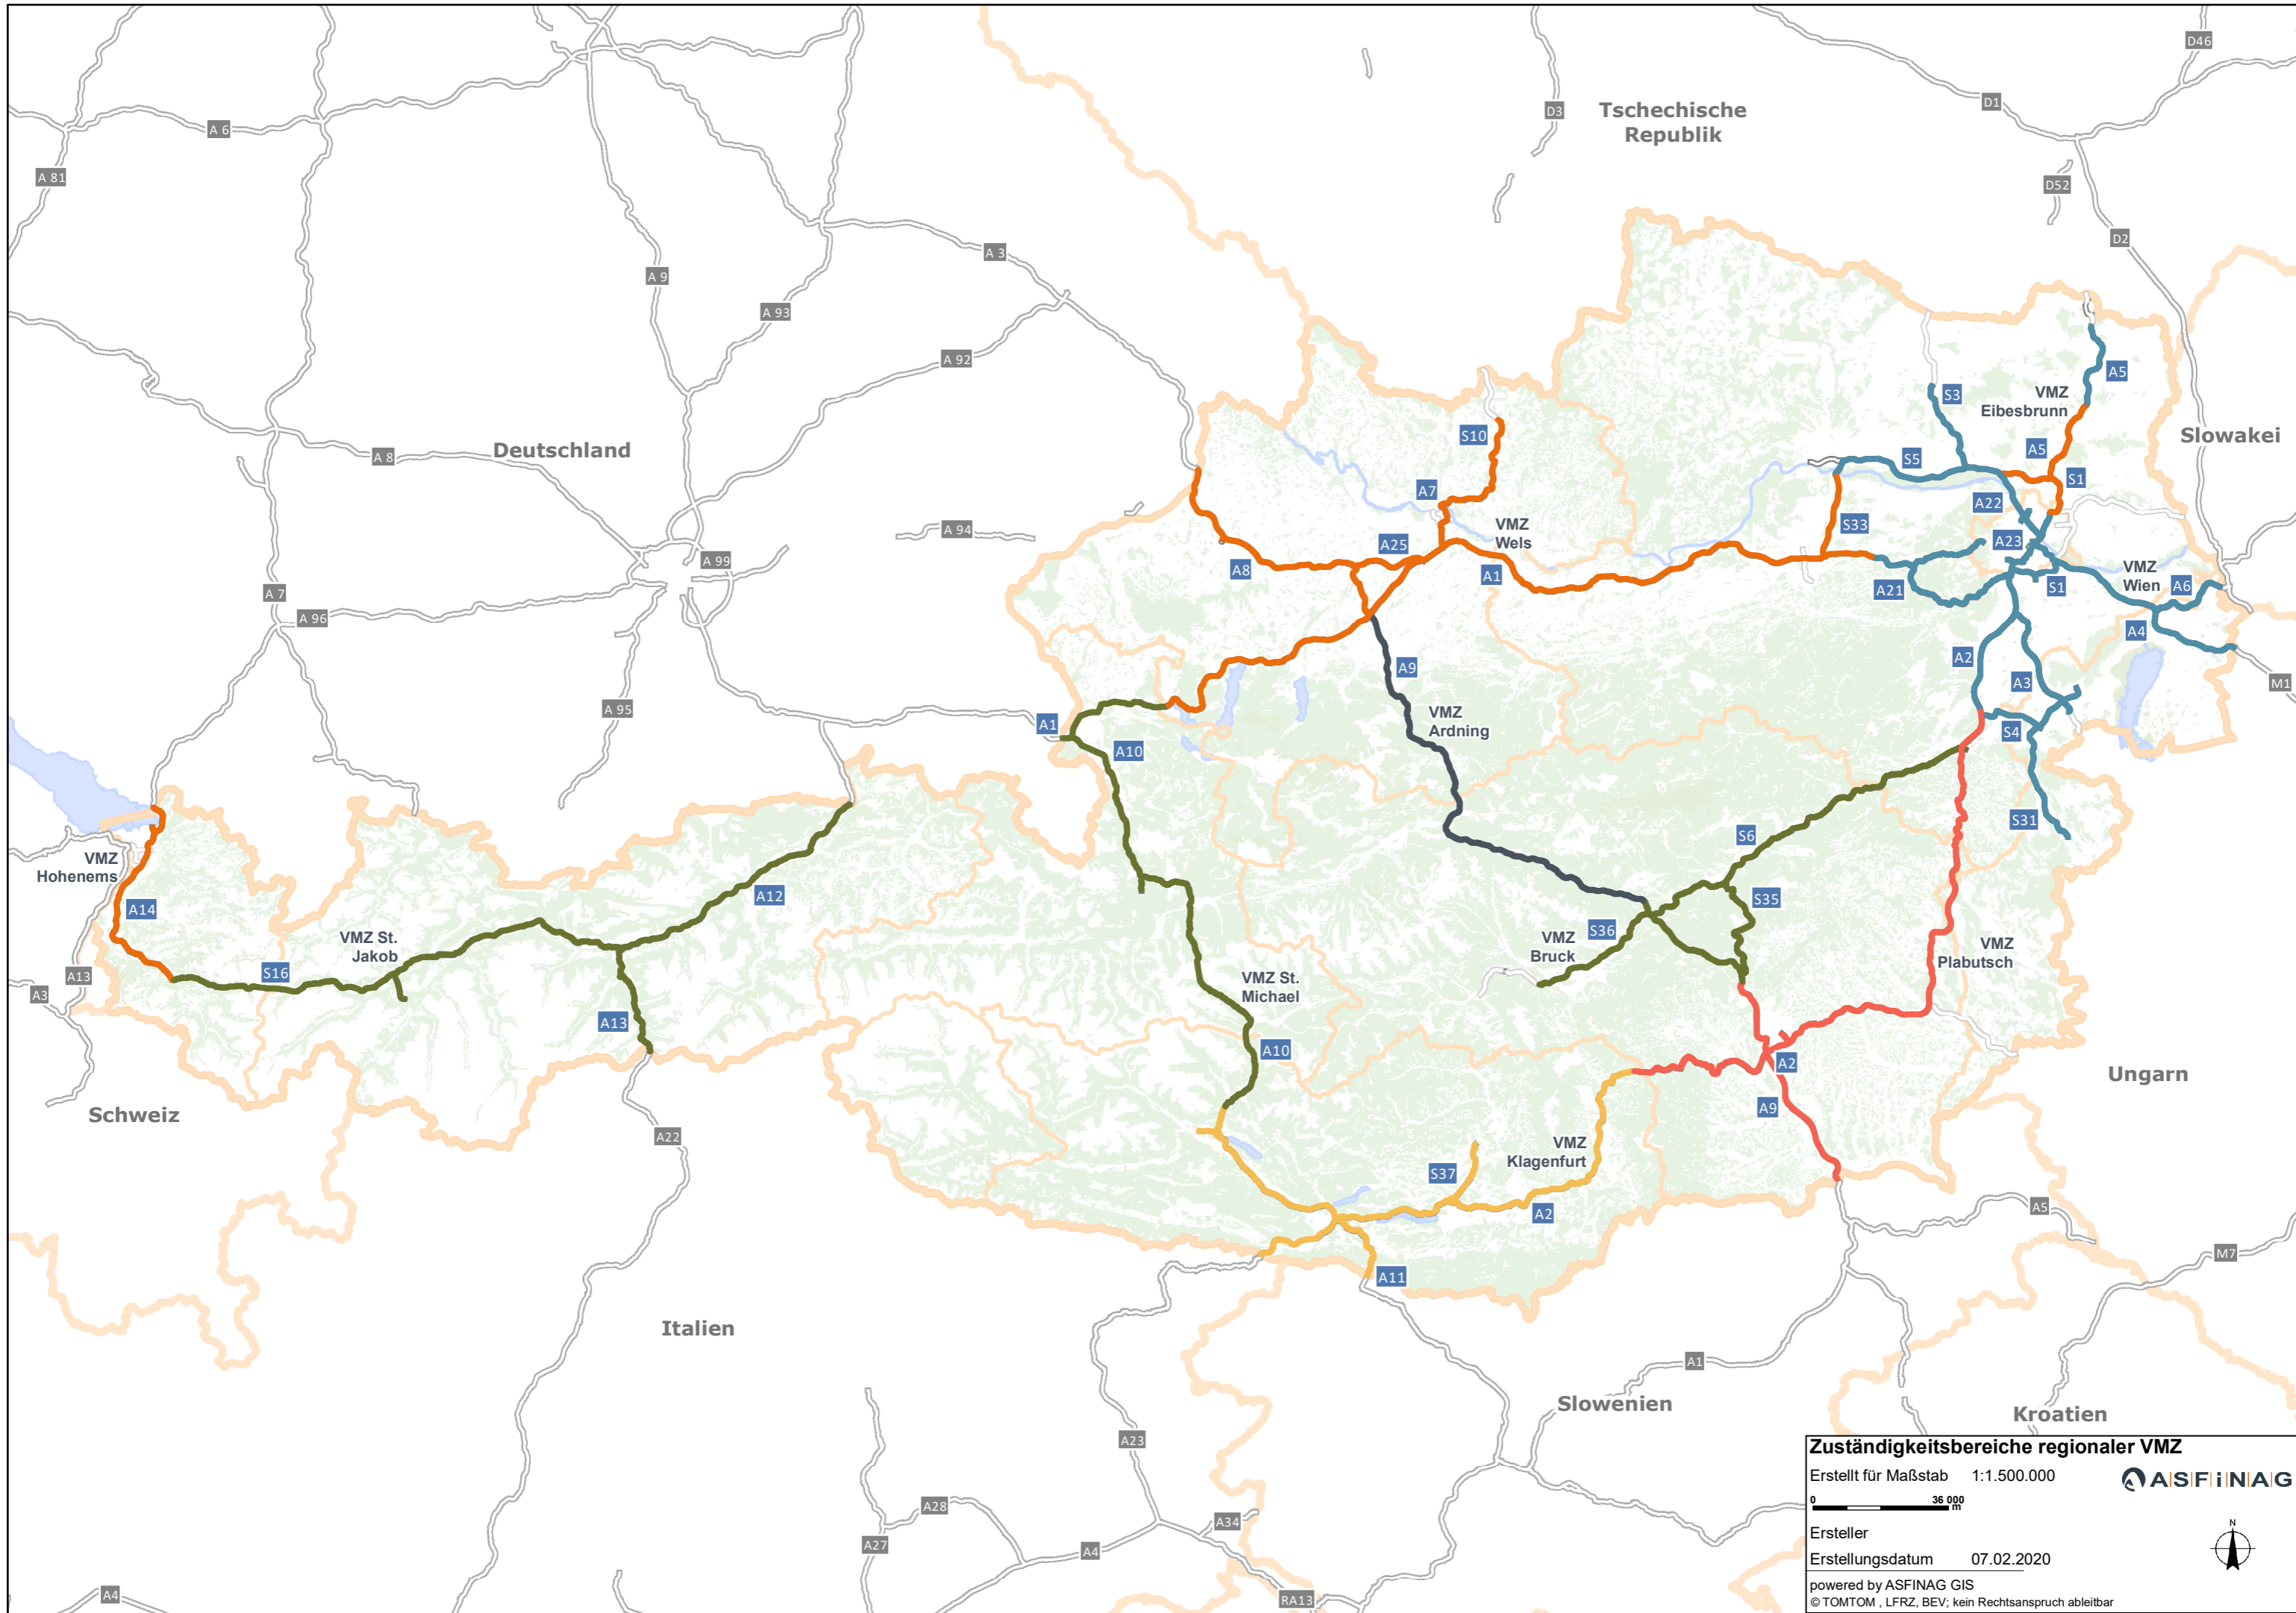 D46
D1
D3
Tschechische
Republik
A 6
A 81
D52
D2
A 3
A 9
A 93
A 92
A5
S3
VMZ
Eibesbrunn
Slowakei
S10
A 8
Deutschland
A5
S5
S1
A7
A22
S33
VMZ
Wels
A 94
A23
A25
A 99
A8
A1
VMZ
Wien
A6
S1
A21
A 7
A 96
A4
A2
A9
A3
M1
A 95
VMZ
Ardning
A1
S4
A10
S31
S6
VMZ
Hohenems
A12
S35
A14
S36
VMZ St.
Jakob
VMZ
Bruck
VMZ
Plabutsch
S16
A13
A3
VMZ St.
Michael
A13
A10
A2
Ungarn
A9
Schweiz
A22
VMZ
Klagenfurt
S37
A2
A5
M7
A11
Italien
A1
Slowenien
Kroatien
A23
A28
A34
A27
A4
A4
RA13
Zuständigkeitsbereiche regionaler VMZ
Erstellt für Maßstab 1:1.500.000
ASFiNAG
0 36 000
m
Ersteller
N
Erstellungsdatum 07.02.2020
powered by ASFINAG GIS
© TOMTOM , LFRZ, BEV; kein Rechtsanspruch ableitbar